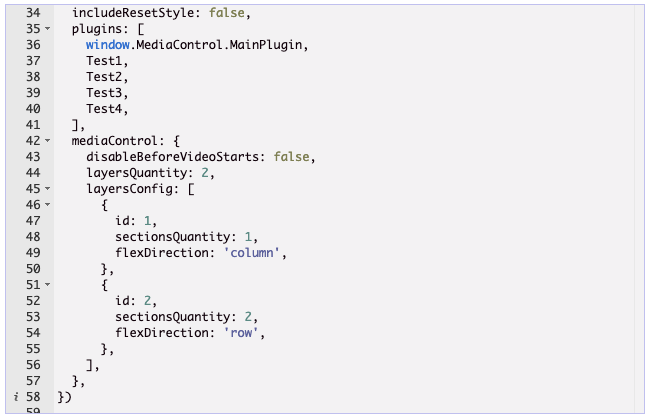 34 includeResetStyle: false,
35 plugins: [
36 window.MediaControl.MainPlugin,
37 Test1,
38 Test2,
39 Test3,
40 Test4,
41 ],
42 mediaControl: {
43 disableBeforeVideoStarts: false,
44 layersQuantity: 2,
45 layersConfig: [
46 {
47 id: 1,
48 sectionsQuantity: 1,
49 flexDirection: 'column',
50 },
51 {
52 id: 2,
53 sectionsQuantity: 2,
54 flexDirection: 'row',
55 },
56 ],
57 },
i 58 })
59